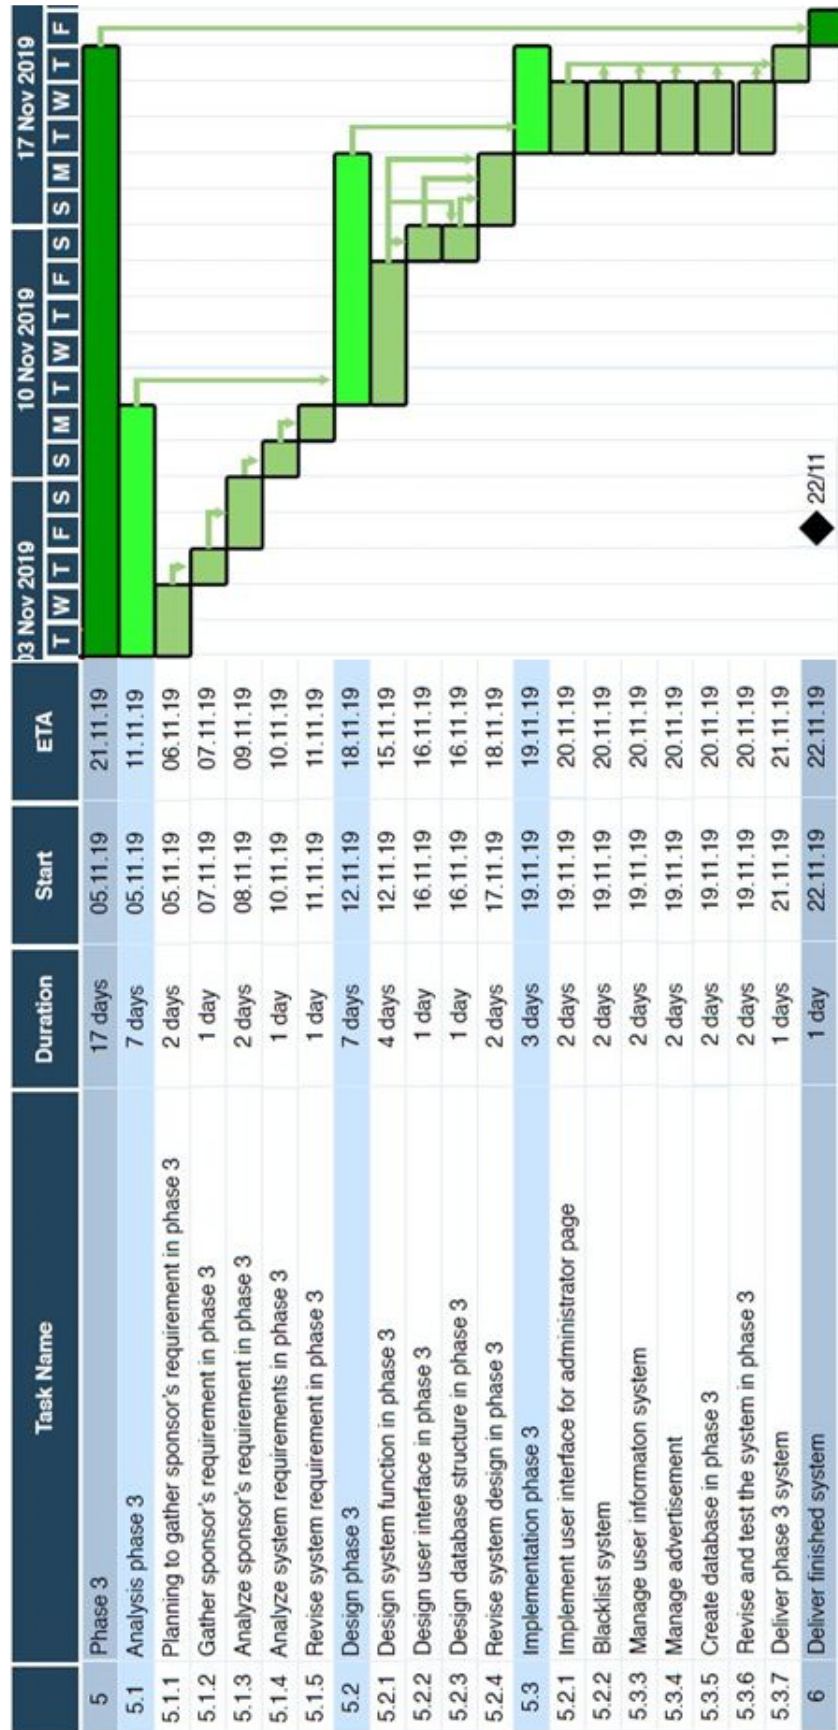 Task Name Duration Start ETA 03 Nov 2019 10 Nov 2019 17 Nov 2019
T W T F S S M T W T F S S M T W T F
5 Phase 3 17 days 05.11.19 21.11.19
5.1 Analysis phase 3 7 days 05.11.19 11.11.19
5.1.1 Planning to gather sponsor's requirement in phase 3 2 days 05.11.19 06.11.19
5.1.2 Gather sponsor's requirement in phase 3 1 day 07.11.19 07.11.19
5.1.3 Analyze sponsor's requirement in phase 3 2 days 08.11.19 09.11.19
5.1.4 Analyze system requirements in phase 3 1 day 10.11.19 10.11.19
5.1.5 Revise system requirement in phase 3 1 day 11.11.19 11.11.19
5.2 Design phase 3 7 days 12.11.19 18.11.19
5.2.1 Design system function in phase 3 4 days 12.11.19 15.11.19
5.2.2 Design user interface in phase 3 1 day 16.11.19 16.11.19
5.2.3 Design database structure in phase 3 1 day 16.11.19 16.11.19
5.2.4 Revise system design in phase 3 2 days 17.11.19 18.11.19
5.3 Implementation phase 3 3 days 19.11.19 19.11.19
5.2.1 Implement user interface for administrator page 2 days 19.11.19 20.11.19
5.2.2 Blacklist system 2 days 19.11.19 20.11.19
5.3.3 Manage user informaton system 2 days 19.11.19 20.11.19
5.3.4 Manage advertisement 2 days 19.11.19 20.11.19
5.3.5 Create database in phase 3 2 days 19.11.19 20.11.19
5.3.6 Revise and test the system in phase 3 2 days 19.11.19 20.11.19
5.3.7 Deliver phase 3 system 1 days 21.11.19 21.11.19
6 Deliver finished system 1 day 22.11.19 22.11.19 22/11